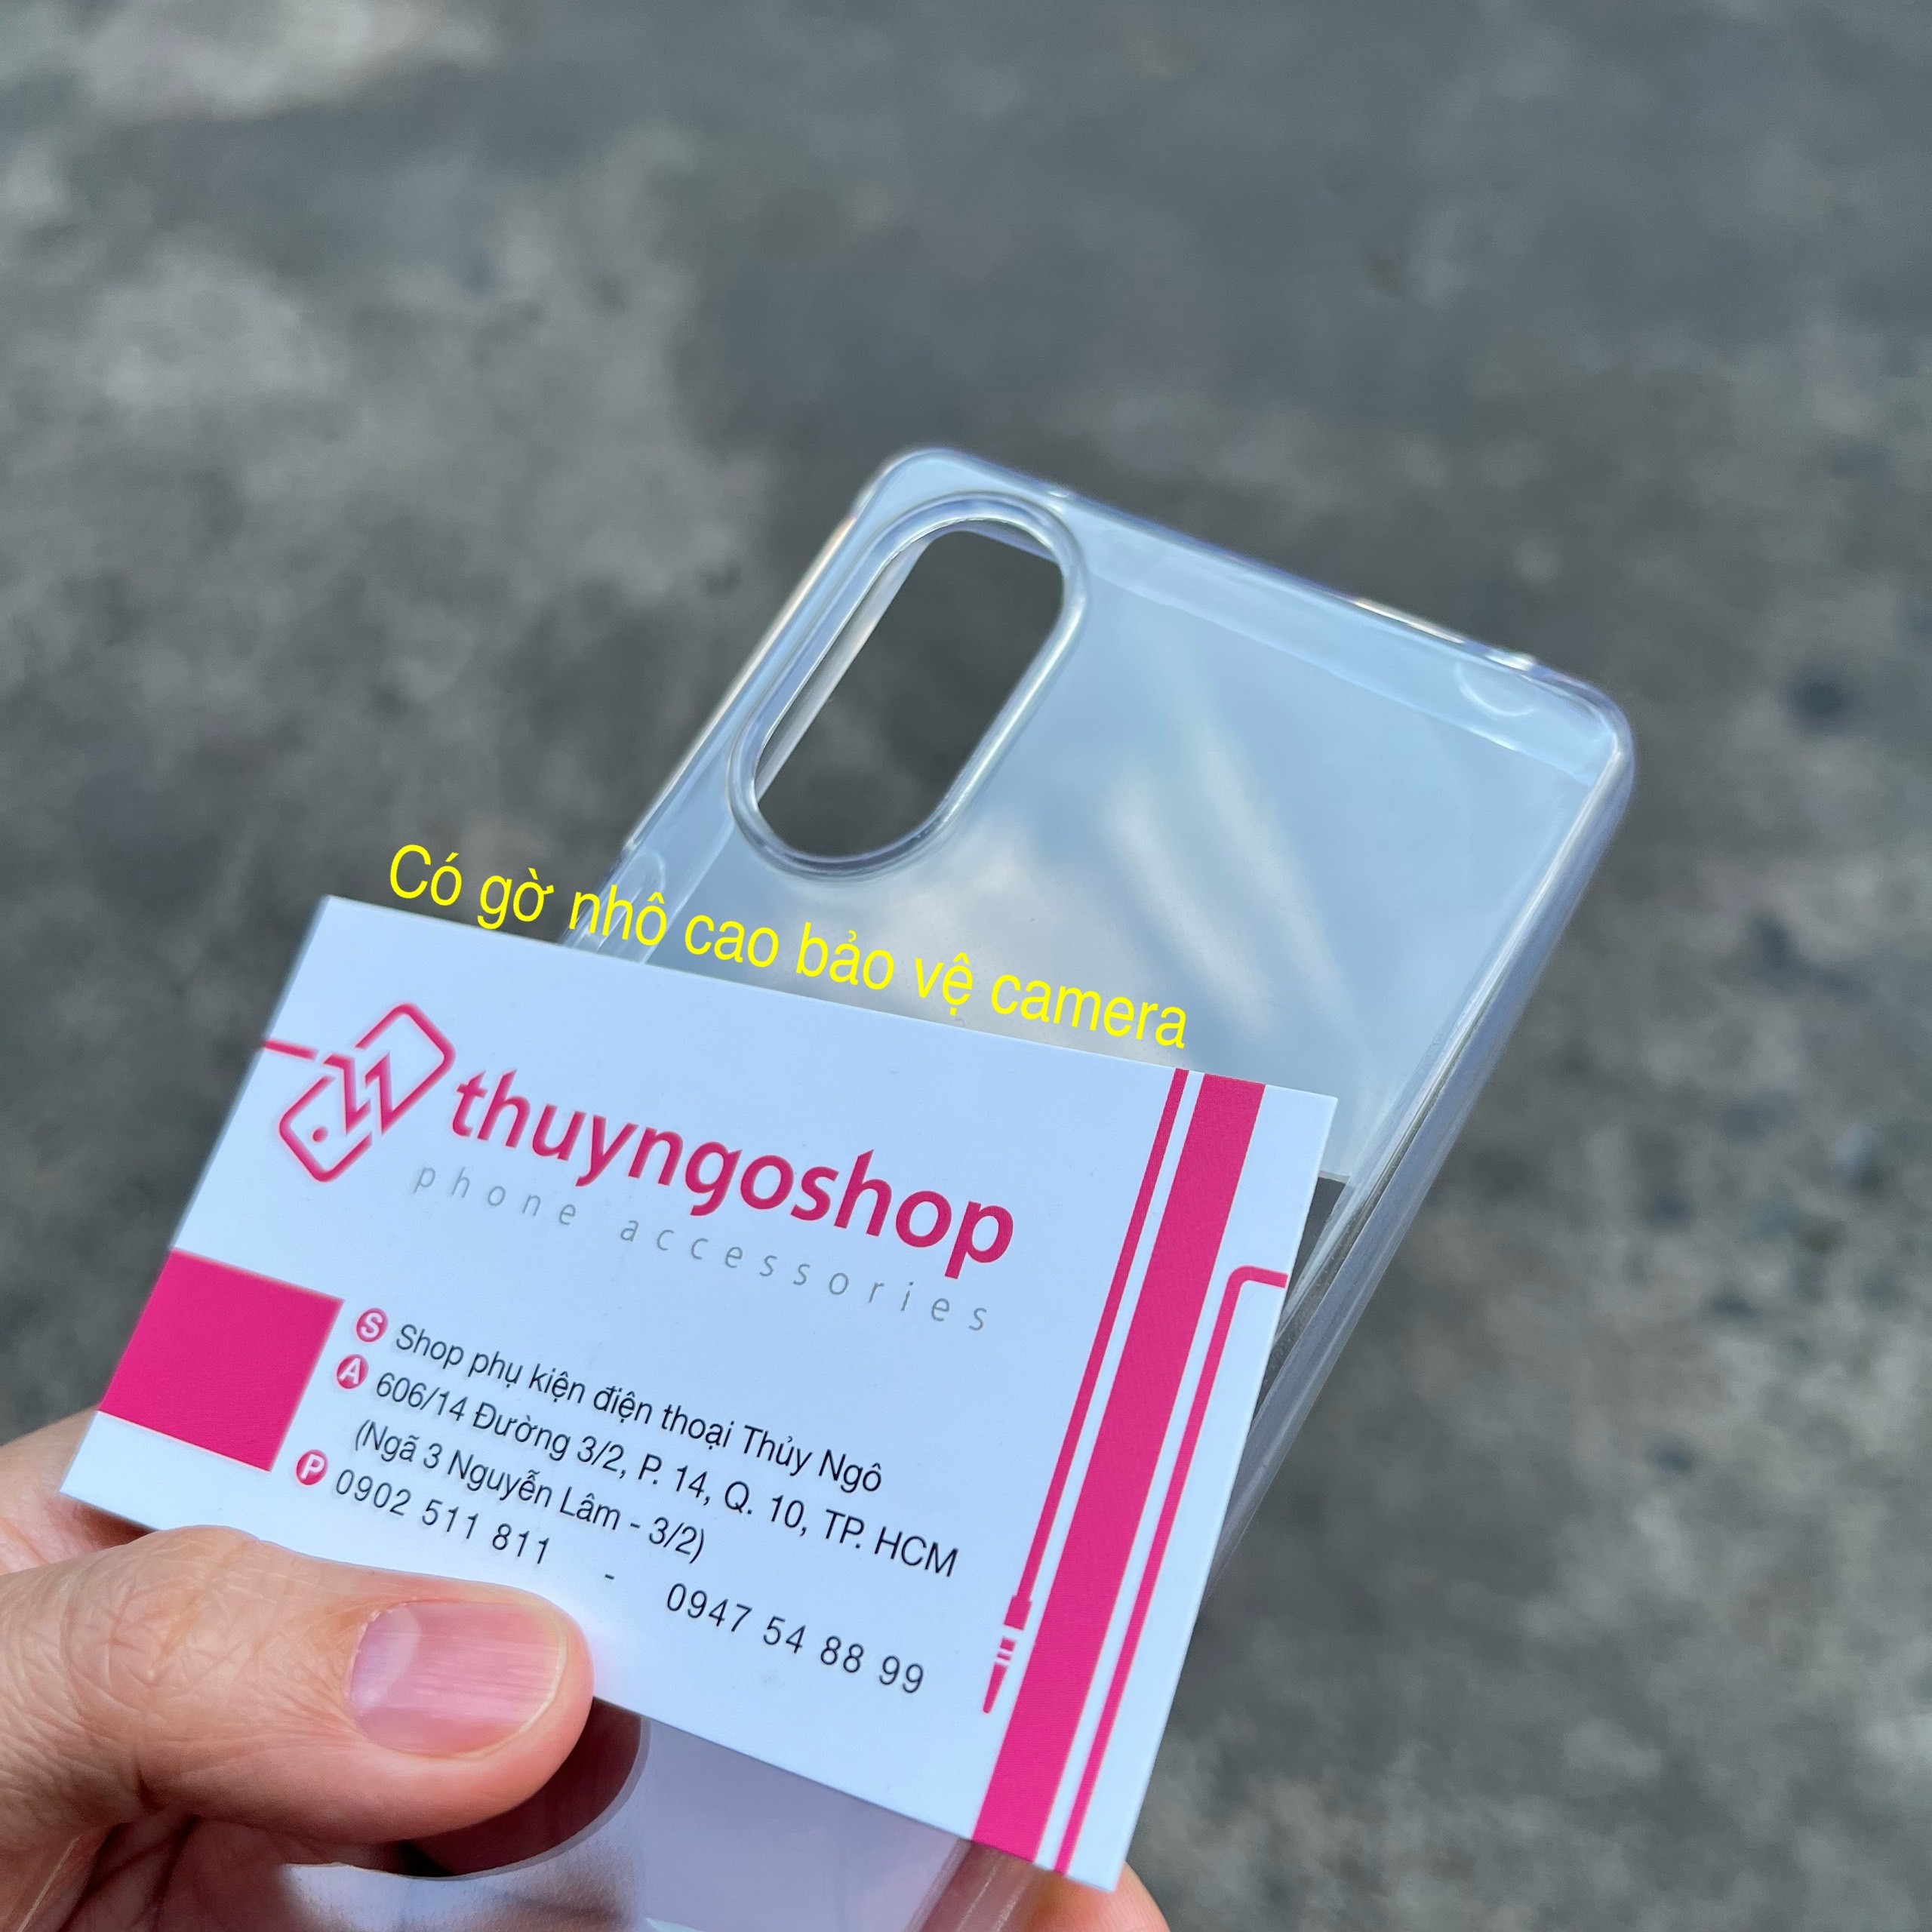 Có gờ nhô cao bảo vệ camera
thuyngoshop
phone accessories
S Shop phụ kiện điện thoại Thủy Ngô
A 606/14 Đường 3/2, P. 14, Q. 10, TP. HCM
(Ngã 3 Nguyễn Lâm - 3/2)
P 0902 511 811 - 0947 54 88 99